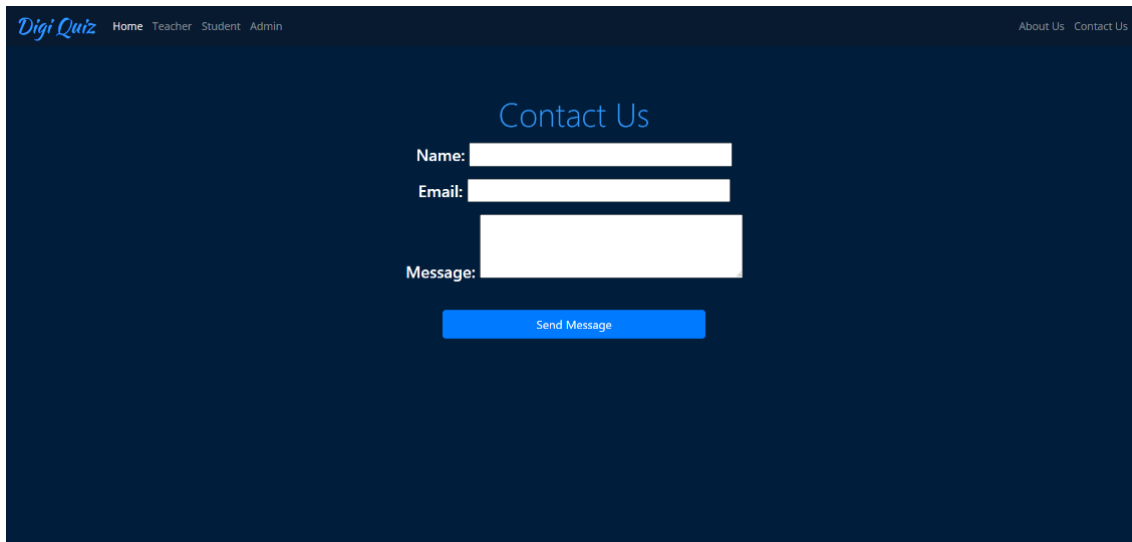 Digi Quiz Home Teacher Student Admin About Us Contact Us
Contact Us
Name:
Email:
Message:
Send Message